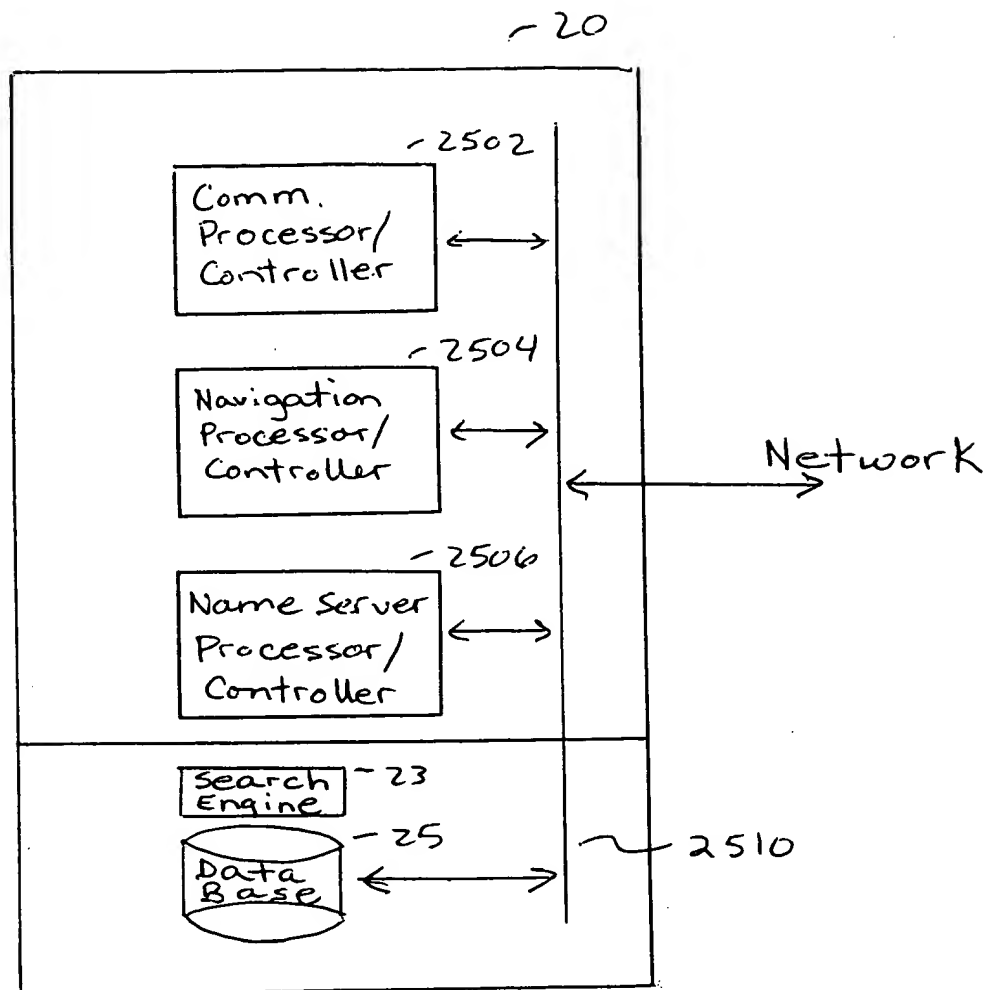 20
2502
Comm.
Processor/
Controller
2504
Navigation
Processor/
Controller
Network
2506
Name Server
Processor/
Controller
Search
Engine
23
25
Data
Base
2510